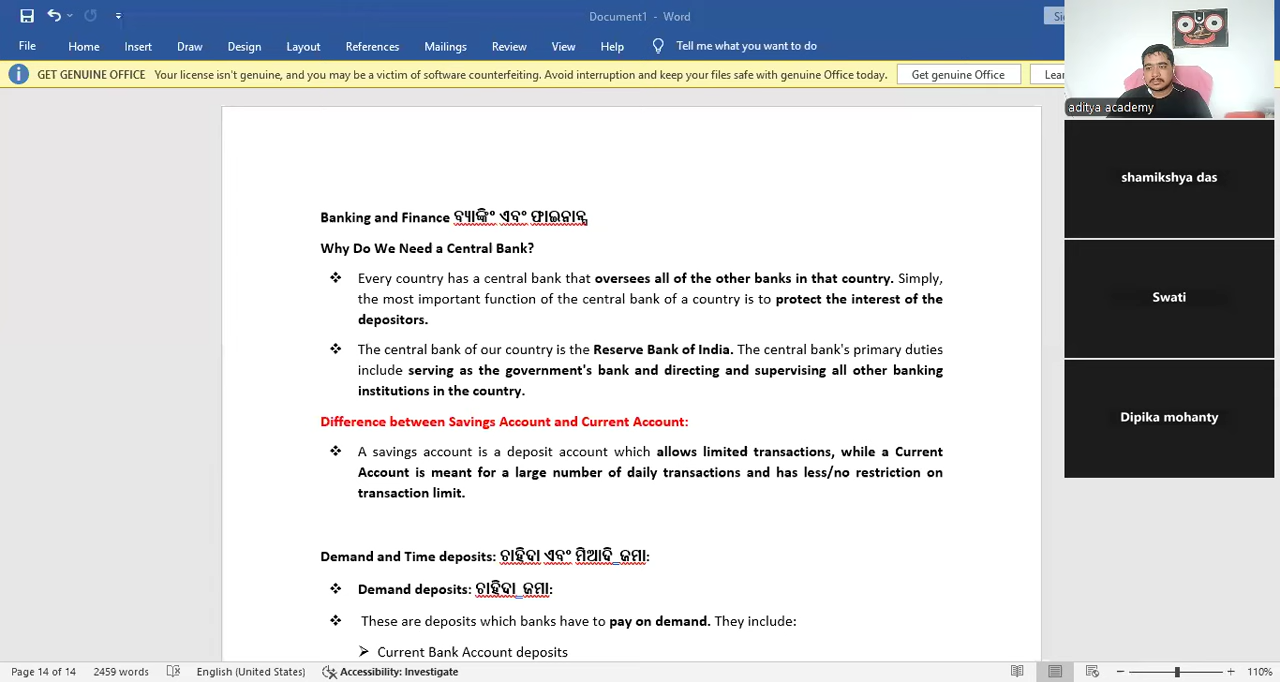 Document1 - Word
File Home Insert Draw Design Layout References Mailings Review View Help Tell me what you want to do
GET GENUINE OFFICE Your license isn't genuine, and you may be a victim of software counterfeiting. Avoid interruption and keep your files safe with genuine Office today. Get genuine Office
aditya academy
shamikshya das
Swati
Dipika mohanty
Banking and Finance ବ୍ୟାଙ୍କିଂ ଏବଂ ଫାଇନାନ୍ସ
Why Do We Need a Central Bank?
❖ Every country has a central bank that oversees all of the other banks in that country. Simply,
the most important function of the central bank of a country is to protect the interest of the
depositors.
❖ The central bank of our country is the Reserve Bank of India. The central bank's primary duties
include serving as the government's bank and directing and supervising all other banking
institutions in the country.
Difference between Savings Account and Current Account:
❖ A savings account is a deposit account which allows limited transactions, while a Current
Account is meant for a large number of daily transactions and has less/no restriction on
transaction limit.
Demand and Time deposits: ଚାହିଦା ଏବଂ ମିଆଦି ଜମା:
❖ Demand deposits: ଚାହିଦା ଜମା:
❖ These are deposits which banks have to pay on demand. They include:
➢ Current Bank Account deposits
Page 14 of 14 2459 words English (United States) Accessibility: Investigate 110%